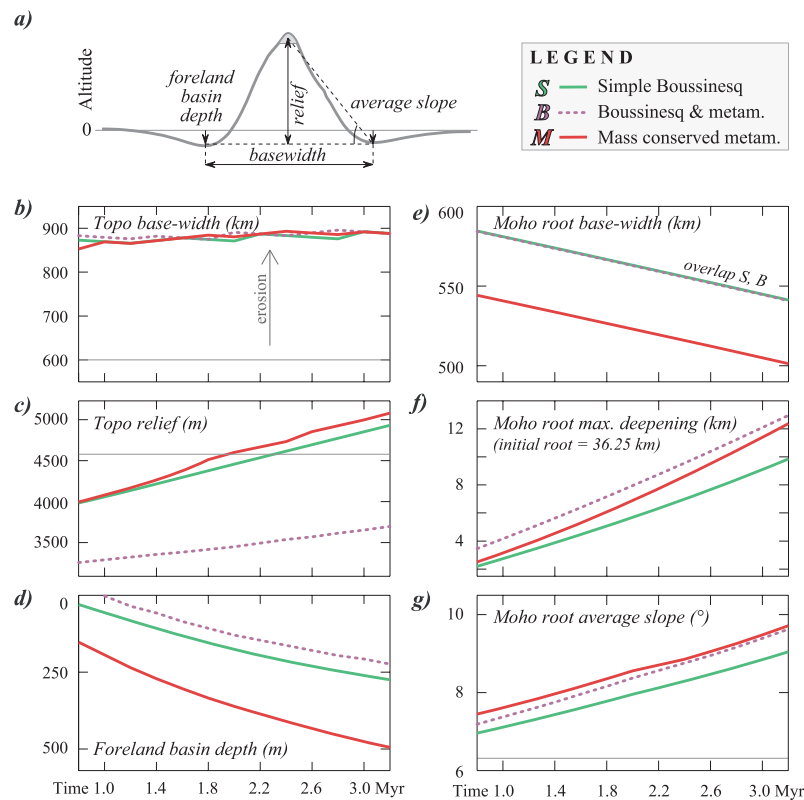 a)
Altitude
0
foreland
basin
depth
relief
average slope
basewidth
LEGEND
S Simple Boussinesq
B Boussinesq & metam.
M Mass conserved metam.
b)
Topo base-width (km)
900
800
700
600
erosion
c)
Topo relief (m)
5000
4500
4000
3500
d)
0
250
500
Foreland basin depth (m)
Time 1.0 1.4 1.8 2.2 2.6 3.0 Myr
e)
Moho root base-width (km)
600
550
500
overlap S, B
f)
Moho root max. deepening (km)
(initial root = 36.25 km)
12
8
4
g)
Moho root average slope (°)
10
8
6
Time 1.0 1.4 1.8 2.2 2.6 3.0 Myr